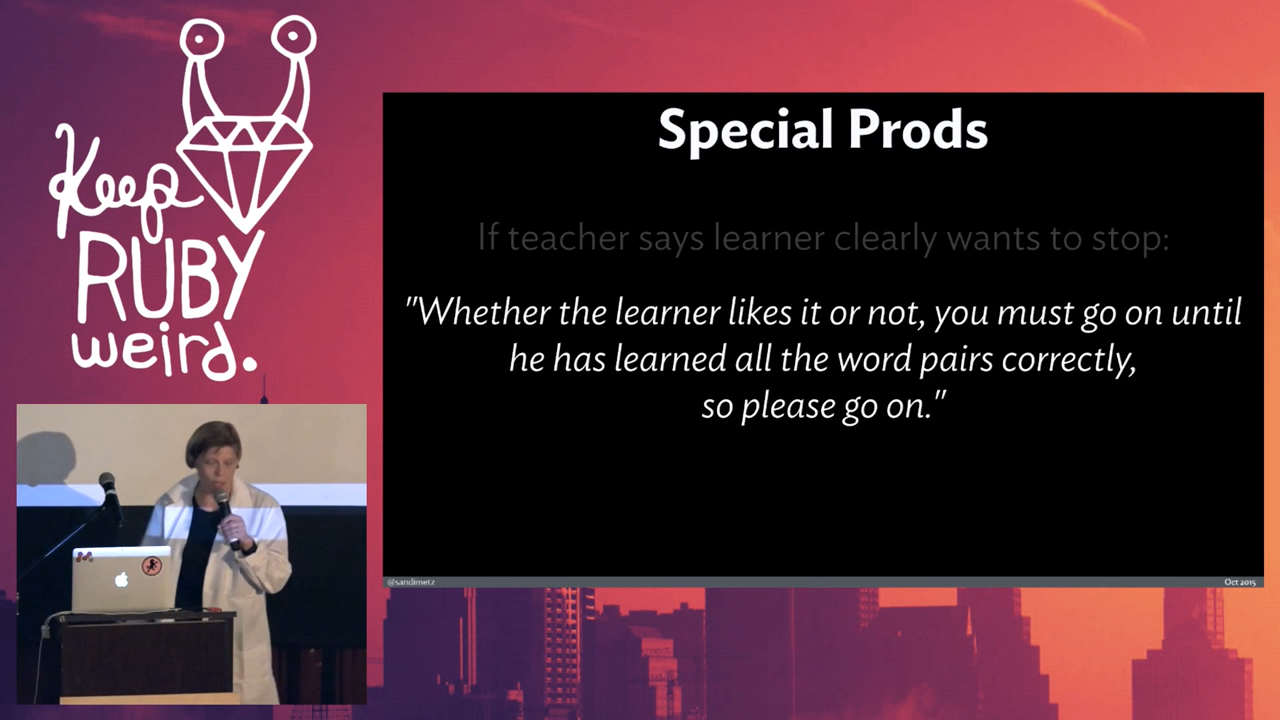 Keep
RUBY
weird.
Special Prods
If teacher says learner clearly wants to stop:
"Whether the learner likes it or not, you must go on until
he has learned all the word pairs correctly,
so please go on."
@sandimetz
Oct 2015